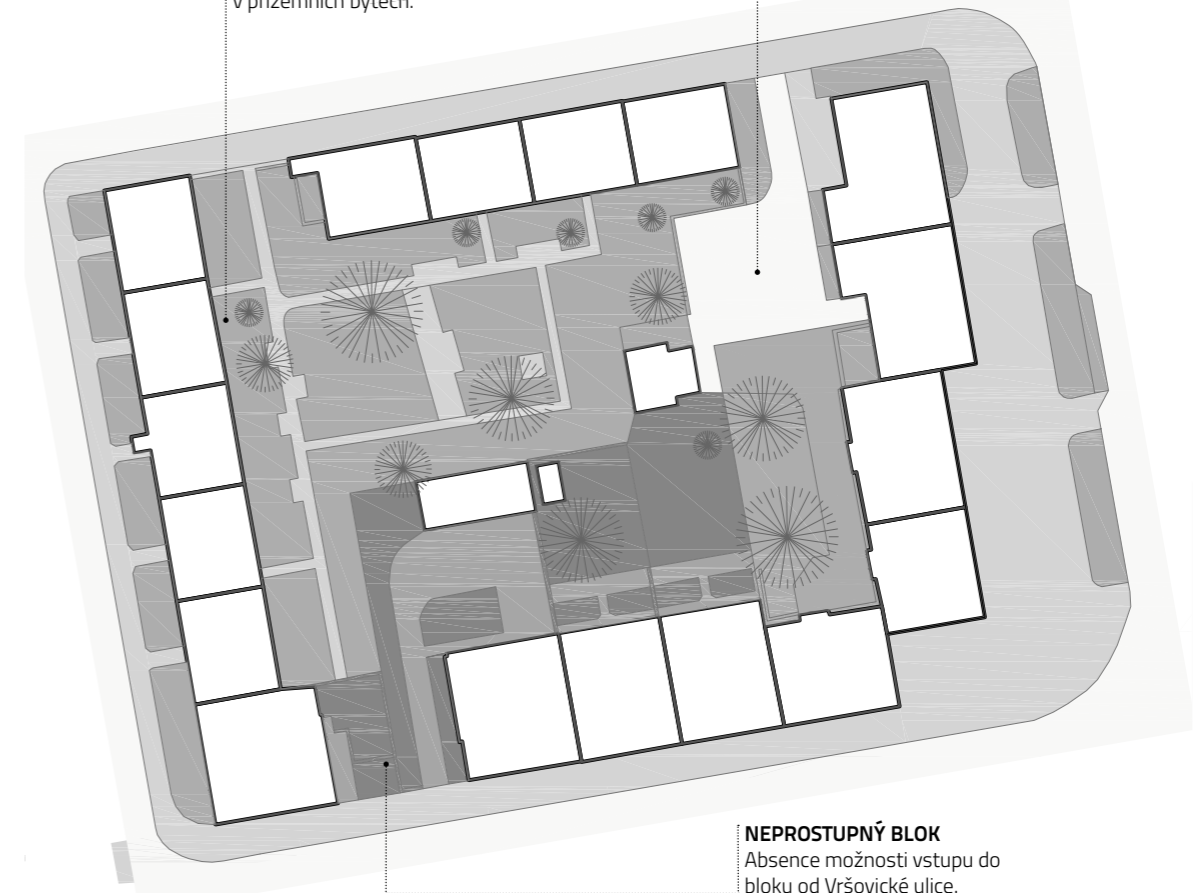 v přízemních bytech.
NEPROSTUPNÝ BLOK
Absence možnosti vstupu do
bloku od Vršovické ulice.